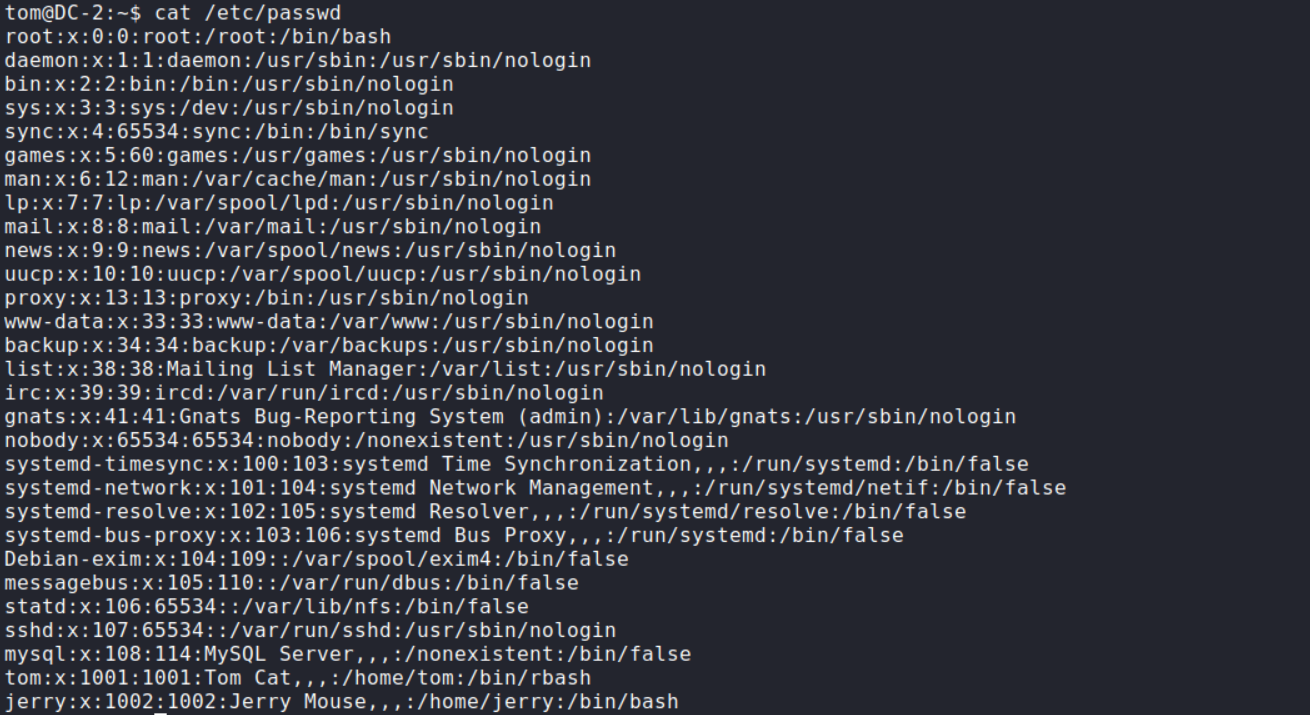 tom@DC-2:~$ cat /etc/passwd
root:x:0:0:root:/root:/bin/bash
daemon:x:1:1:daemon:/usr/sbin:/usr/sbin/nologin
bin:x:2:2:bin:/bin:/usr/sbin/nologin
sys:x:3:3:sys:/dev:/usr/sbin/nologin
sync:x:4:65534:sync:/bin:/bin/sync
games:x:5:60:games:/usr/games:/usr/sbin/nologin
man:x:6:12:man:/var/cache/man:/usr/sbin/nologin
lp:x:7:7:lp:/var/spool/lpd:/usr/sbin/nologin
mail:x:8:8:mail:/var/mail:/usr/sbin/nologin
news:x:9:9:news:/var/spool/news:/usr/sbin/nologin
uucp:x:10:10:uucp:/var/spool/uucp:/usr/sbin/nologin
proxy:x:13:13:proxy:/bin:/usr/sbin/nologin
www-data:x:33:33:www-data:/var/www:/usr/sbin/nologin
backup:x:34:34:backup:/var/backups:/usr/sbin/nologin
list:x:38:38:Mailing List Manager:/var/list:/usr/sbin/nologin
irc:x:39:39:ircd:/var/run/ircd:/usr/sbin/nologin
gnats:x:41:41:Gnats Bug-Reporting System (admin):/var/lib/gnats:/usr/sbin/nologin
nobody:x:65534:65534:nobody:/nonexistent:/usr/sbin/nologin
systemd-timesync:x:100:103:systemd Time Synchronization,,,:/run/systemd:/bin/false
systemd-network:x:101:104:systemd Network Management,,,:/run/systemd/netif:/bin/false
systemd-resolve:x:102:105:systemd Resolver,,,:/run/systemd/resolve:/bin/false
systemd-bus-proxy:x:103:106:systemd Bus Proxy,,,:/run/systemd:/bin/false
Debian-exim:x:104:109::/var/spool/exim4:/bin/false
messagebus:x:105:110::/var/run/dbus:/bin/false
statd:x:106:65534::/var/lib/nfs:/bin/false
sshd:x:107:65534::/var/run/sshd:/usr/sbin/nologin
mysql:x:108:114:MySQL Server,,,:/nonexistent:/bin/false
tom:x:1001:1001:Tom Cat,,,:/home/tom:/bin/rbash
jerry:x:1002:1002:Jerry Mouse,,,:/home/jerry:/bin/bash